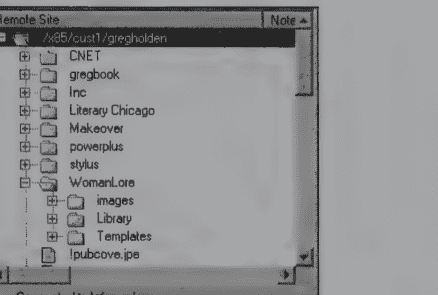 Remote Site Note
/x85/cust1/gregholden
CNET
gregbook
Inc
Literary Chicago
Makeover
powerplus
stylus
WomanLore
images
Library
Templates
!pubcove.jpe